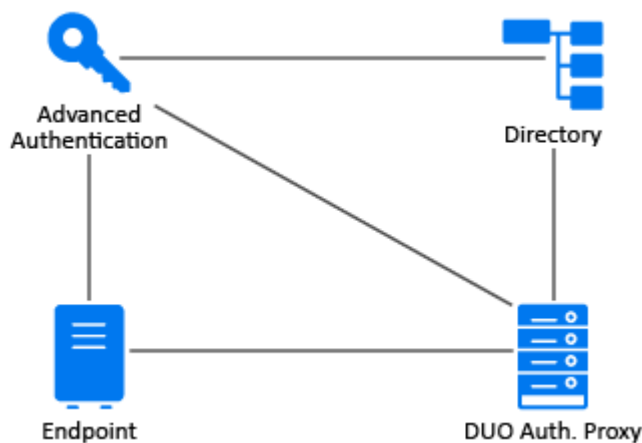 Advanced
Authentication
Directory
Endpoint
DUO Auth. Proxy